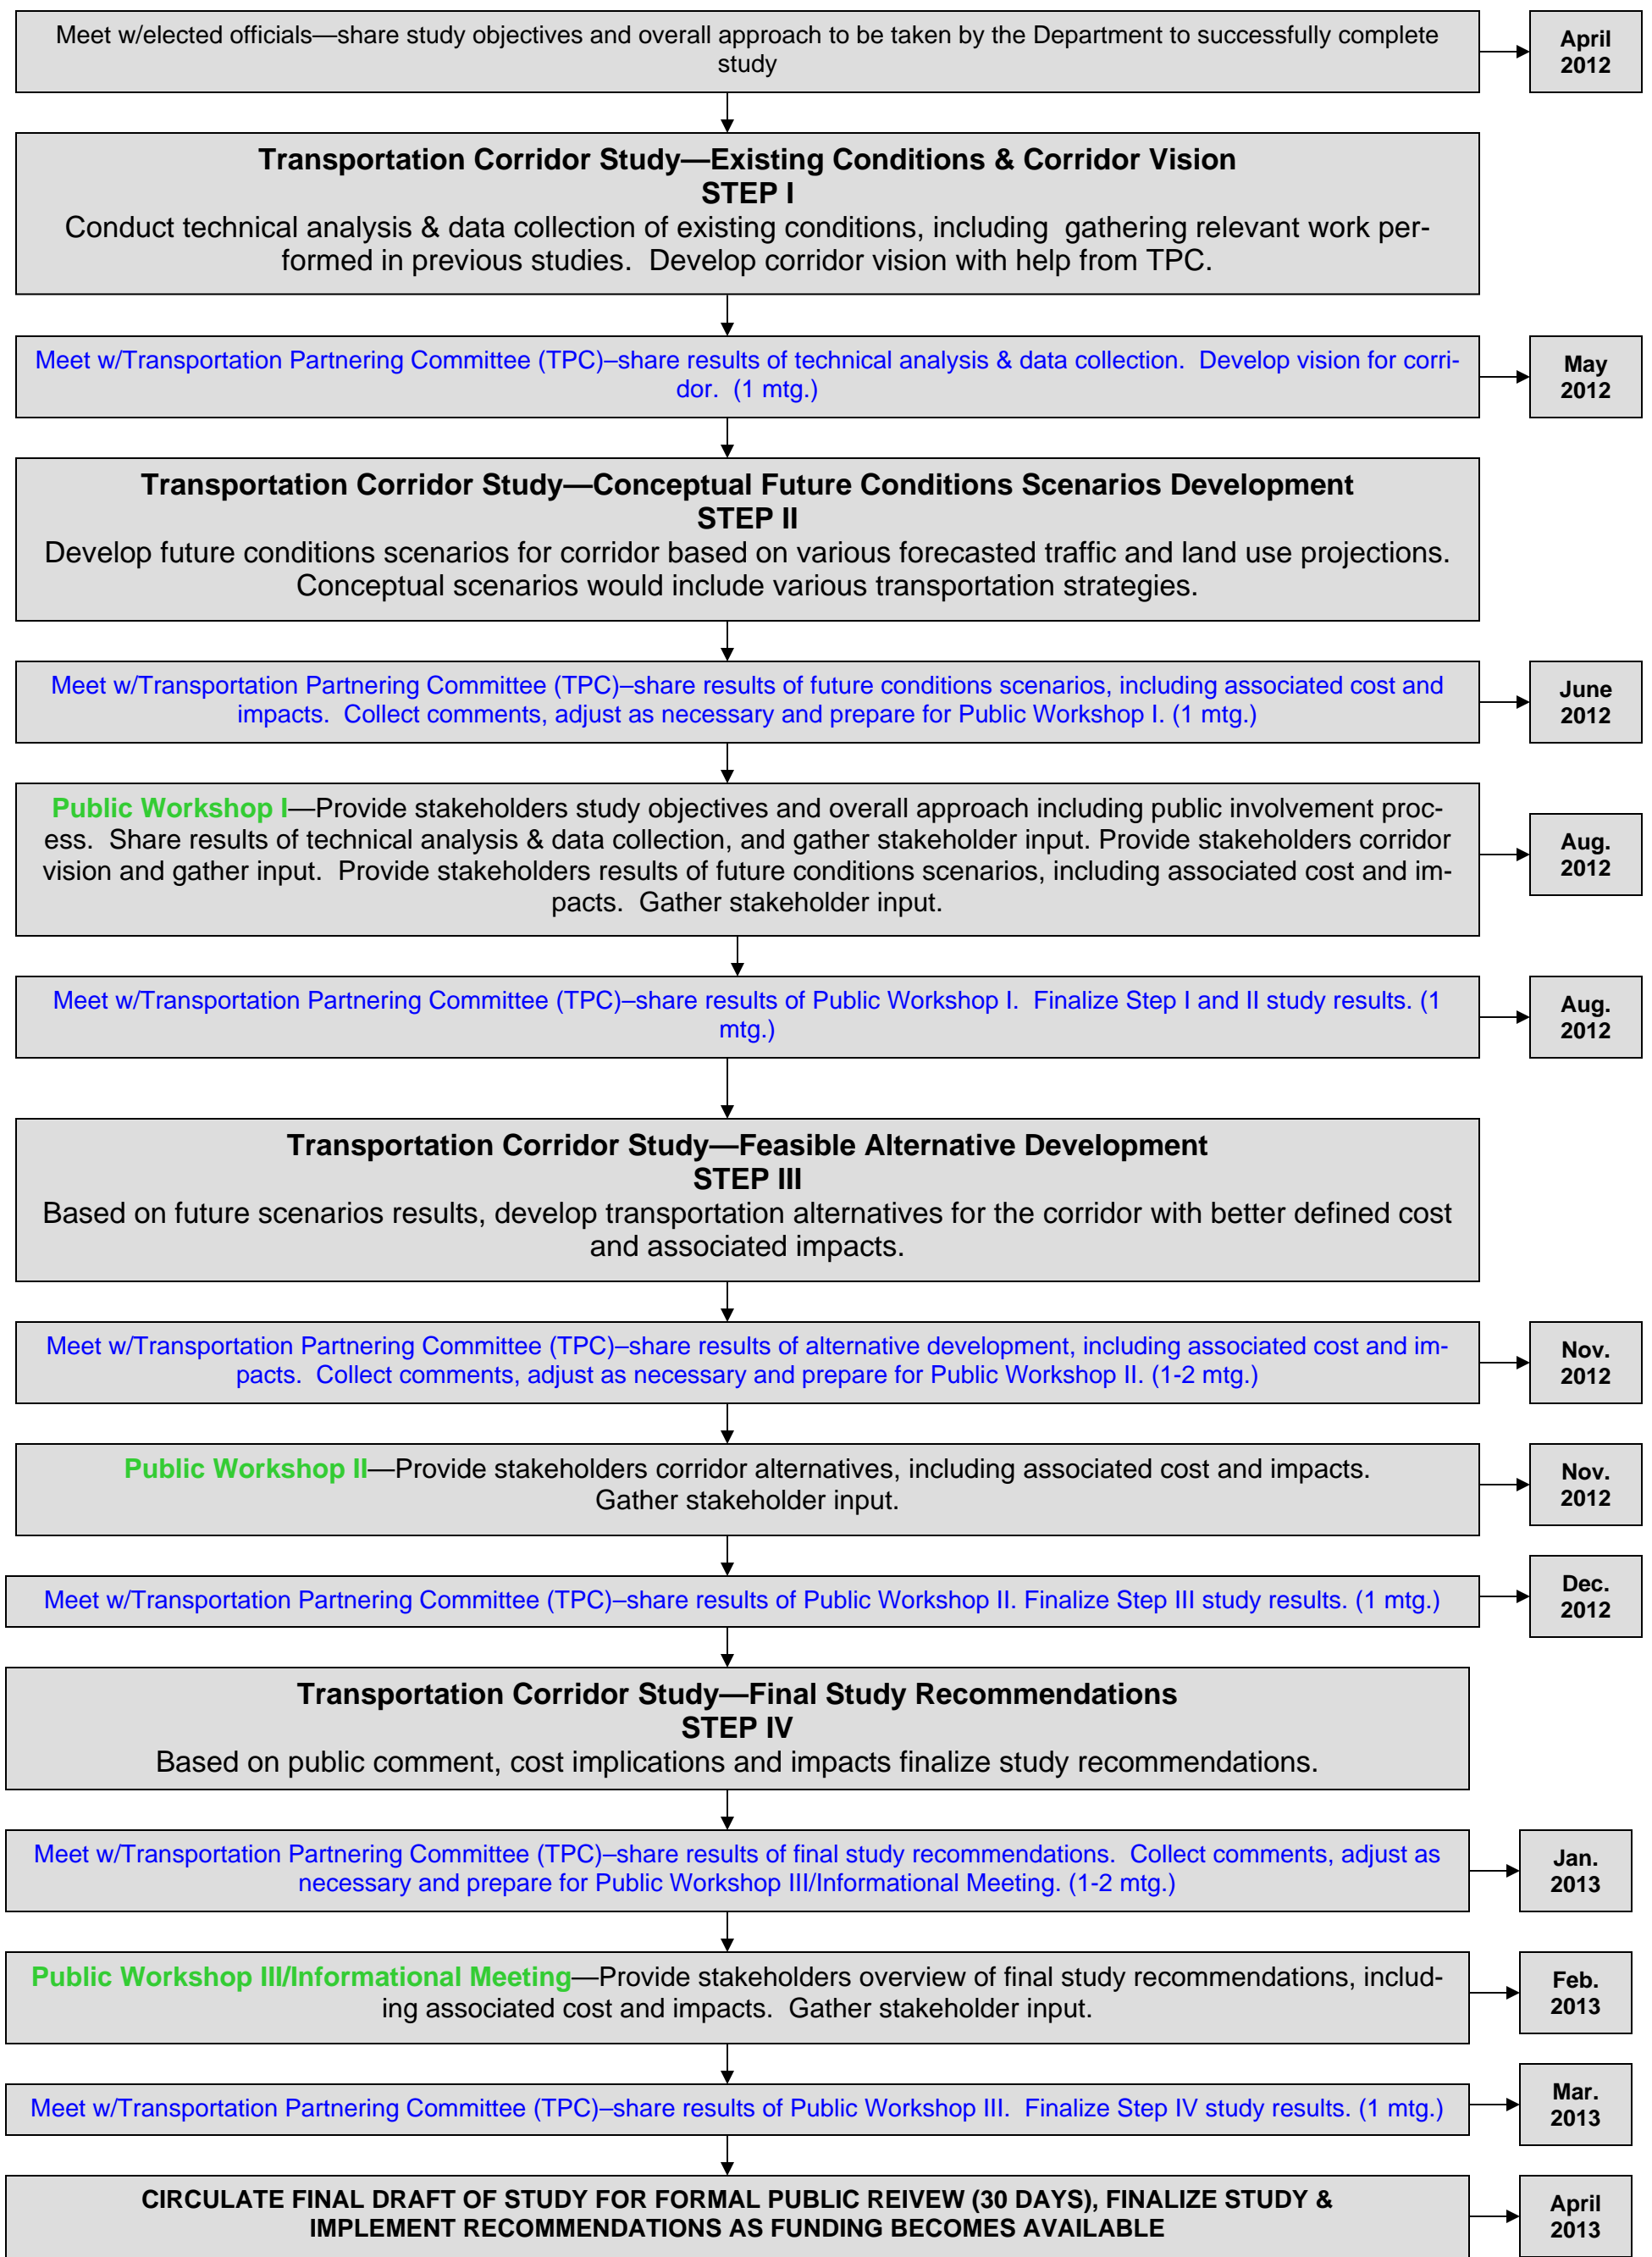 Meet w/elected officials—share study objectives and overall approach to be taken by the Department to successfully complete
study
April
2012
Transportation Corridor Study—Existing Conditions & Corridor Vision
STEP I
Conduct technical analysis & data collection of existing conditions, including  gathering relevant work per-
formed in previous studies.  Develop corridor vision with help from TPC.
Meet w/Transportation Partnering Committee (TPC)–share results of technical analysis & data collection.  Develop vision for corri-
dor.  (1 mtg.)
May
2012
Transportation Corridor Study—Conceptual Future Conditions Scenarios Development
STEP II
Develop future conditions scenarios for corridor based on various forecasted traffic and land use projections.
Conceptual scenarios would include various transportation strategies.
Meet w/Transportation Partnering Committee (TPC)–share results of future conditions scenarios, including associated cost and
impacts.  Collect comments, adjust as necessary and prepare for Public Workshop I. (1 mtg.)
June
2012
Public Workshop I—Provide stakeholders study objectives and overall approach including public involvement proc-
ess.  Share results of technical analysis & data collection, and gather stakeholder input. Provide stakeholders corridor
vision and gather input.  Provide stakeholders results of future conditions scenarios, including associated cost and im-
pacts.  Gather stakeholder input.
Aug.
2012
Meet w/Transportation Partnering Committee (TPC)–share results of Public Workshop I.  Finalize Step I and II study results. (1
mtg.)
Aug.
2012
Transportation Corridor Study—Feasible Alternative Development
STEP III
Based on future scenarios results, develop transportation alternatives for the corridor with better defined cost
and associated impacts.
Meet w/Transportation Partnering Committee (TPC)–share results of alternative development, including associated cost and im-
pacts.  Collect comments, adjust as necessary and prepare for Public Workshop II. (1-2 mtg.)
Nov.
2012
Public Workshop II—Provide stakeholders corridor alternatives, including associated cost and impacts.
Gather stakeholder input.
Nov.
2012
Meet w/Transportation Partnering Committee (TPC)–share results of Public Workshop II. Finalize Step III study results. (1 mtg.)
Dec.
2012
Transportation Corridor Study—Final Study Recommendations
STEP IV
Based on public comment, cost implications and impacts finalize study recommendations.
Meet w/Transportation Partnering Committee (TPC)–share results of final study recommendations.  Collect comments, adjust as
necessary and prepare for Public Workshop III/Informational Meeting. (1-2 mtg.)
Jan.
2013
Public Workshop III/Informational Meeting—Provide stakeholders overview of final study recommendations, includ-
ing associated cost and impacts.  Gather stakeholder input.
Feb.
2013
Meet w/Transportation Partnering Committee (TPC)–share results of Public Workshop III.  Finalize Step IV study results. (1 mtg.)
Mar.
2013
CIRCULATE FINAL DRAFT OF STUDY FOR FORMAL PUBLIC REIVEW (30 DAYS), FINALIZE STUDY &
IMPLEMENT RECOMMENDATIONS AS FUNDING BECOMES AVAILABLE
April
2013